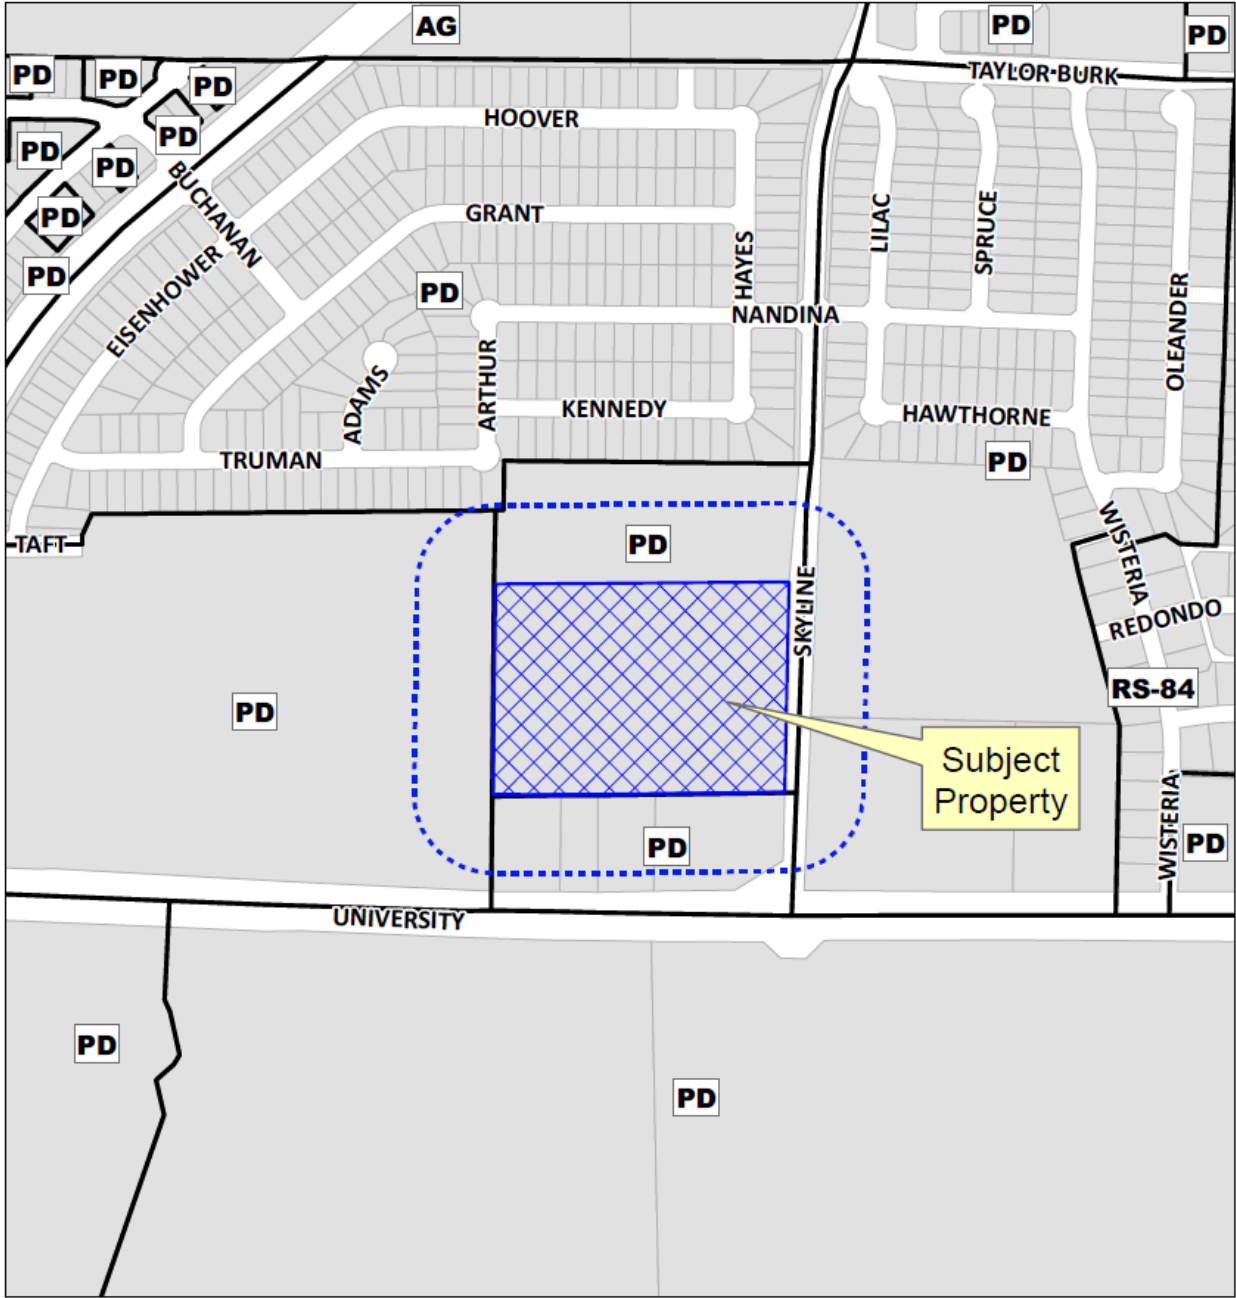 AG
PD
PD
PD
PD
PD
TAYLOR BURK
HOOVER
PD
PD
PD
BUCHANAN
LILAC
SPRUCE
GRANT
PD
HAYES
PD
EISENHOWER
PD
NANDINA
OLEANDER
ARTHUR
ADAMS
KENNEDY
HAWTHORNE
TRUMAN
PD
TAFT
PD
WISTERIA
SKYLINE
REDONDO
RS-84
PD
Subject
Property
WISTERIA
PD
PD
UNIVERSITY
PD
PD